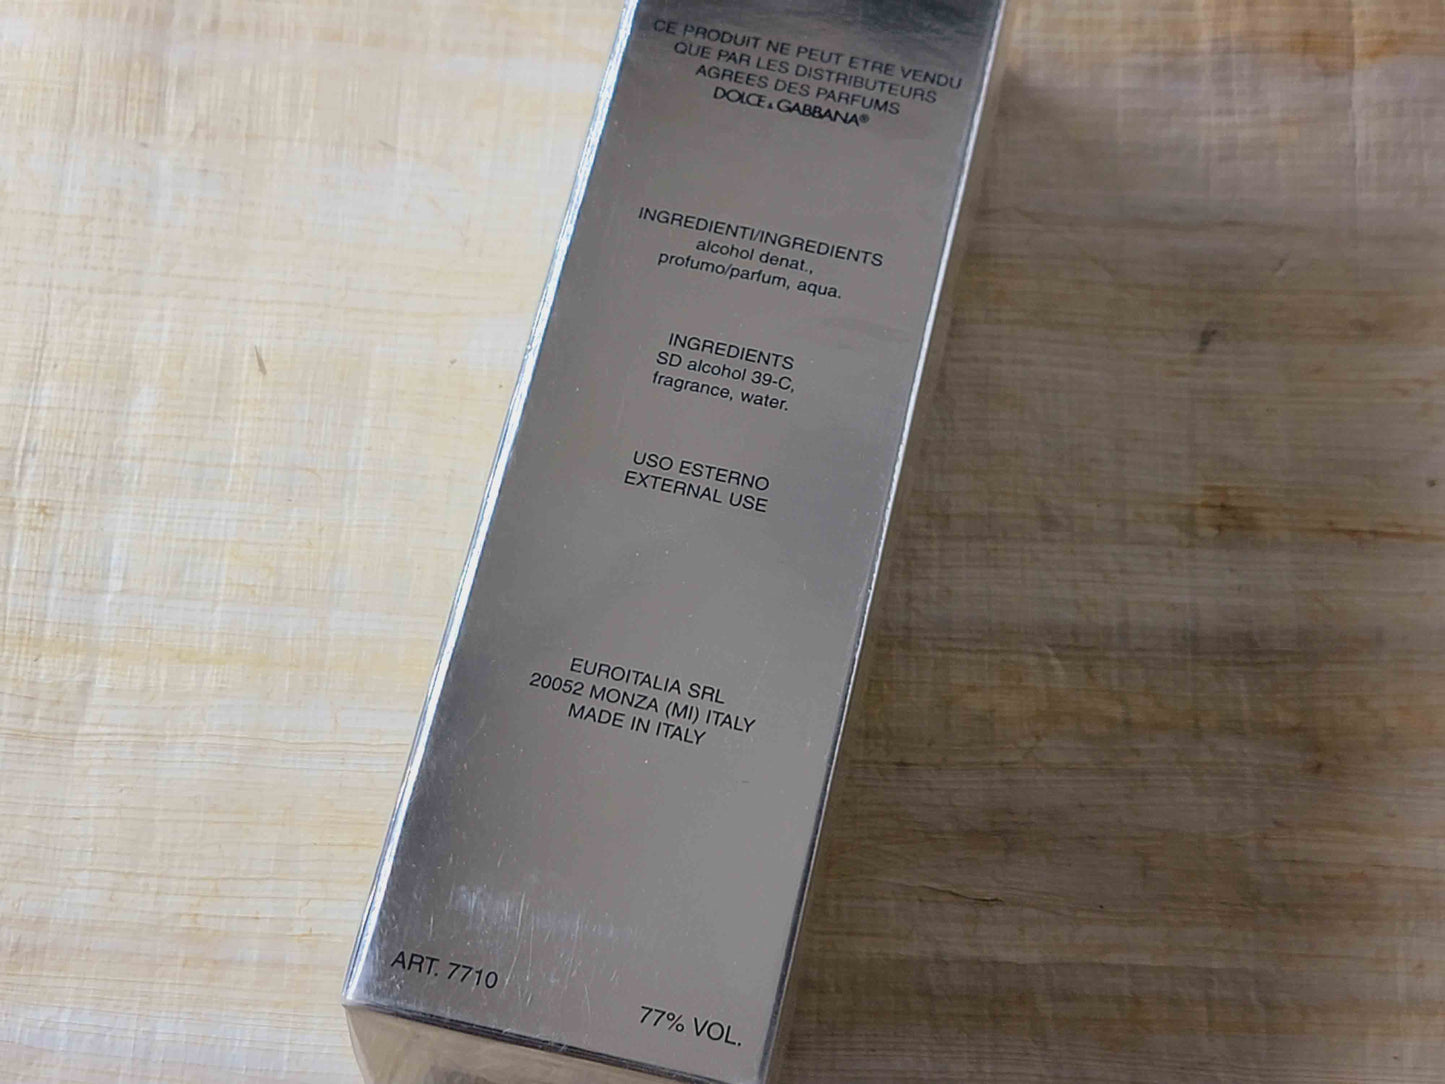 CE PRODUIT NE PEUT ETRE VENDU
QUE PAR LES DISTRIBUTEURS
AGREES DES PARFUMS
DOLCE & GABBANA®
INGREDIENTI/INGREDIENTS
alcohol denat.,
profumo/parfum, aqua.
INGREDIENTS
SD alcohol 39-C,
fragrance, water.
USO ESTERNO
EXTERNAL USE
EUROITALIA SRL
20052 MONZA (MI) ITALY
MADE IN ITALY
ART. 7710
77% VOL.